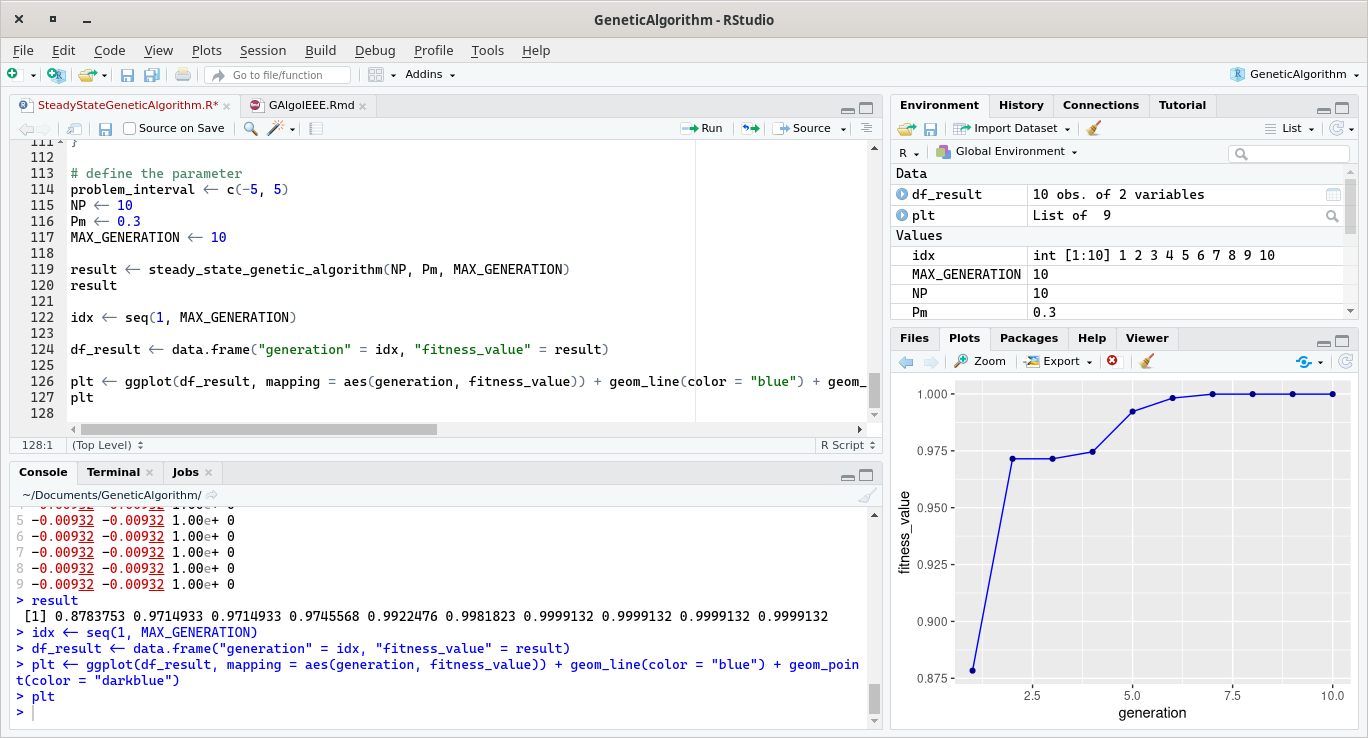 GeneticAlgorithm - RStudio
File Edit Code View Plots Session Build Debug Profile Tools Help
Go to file/function Addins GeneticAlgorithm
SteadyStateGeneticAlgorithm.R* GAlgoIEEE.Rmd
Source on Save Run Source
111 }
112
113 # define the parameter
114 problem_interval <- c(-5, 5)
115 NP <- 10
116 Pm <- 0.3
117 MAX_GENERATION <- 10
118
119 result <- steady_state_genetic_algorithm(NP, Pm, MAX_GENERATION)
120 result
121
122 idx <- seq(1, MAX_GENERATION)
123
124 df_result <- data.frame("generation" = idx, "fitness_value" = result)
125
126 plt <- ggplot(df_result, mapping = aes(generation, fitness_value)) + geom_line(color = "blue") + geom_
127 plt
128
128:1 (Top Level) R Script
Console Terminal Jobs
~/Documents/GeneticAlgorithm/
5 -0.00932 -0.00932 1.00e+ 0
6 -0.00932 -0.00932 1.00e+ 0
7 -0.00932 -0.00932 1.00e+ 0
8 -0.00932 -0.00932 1.00e+ 0
9 -0.00932 -0.00932 1.00e+ 0
> result
[1] 0.8783753 0.9714933 0.9714933 0.9745568 0.9922476 0.9981823 0.9999132 0.9999132 0.9999132 0.9999132
> idx <- seq(1, MAX_GENERATION)
> df_result <- data.frame("generation" = idx, "fitness_value" = result)
> plt <- ggplot(df_result, mapping = aes(generation, fitness_value)) + geom_line(color = "blue") + geom_poin
t(color = "darkblue")
> plt
>
Environment History Connections Tutorial
Import Dataset List
R Global Environment
Data
df_result 10 obs. of 2 variables
plt List of 9
Values
idx int [1:10] 1 2 3 4 5 6 7 8 9 10
MAX_GENERATION 10
NP 10
Pm 0.3
Files Plots Packages Help Viewer
Zoom Export
1.000
0.975
0.950
0.925
0.900
0.875
fitness_value
2.5 5.0 7.5 10.0
generation